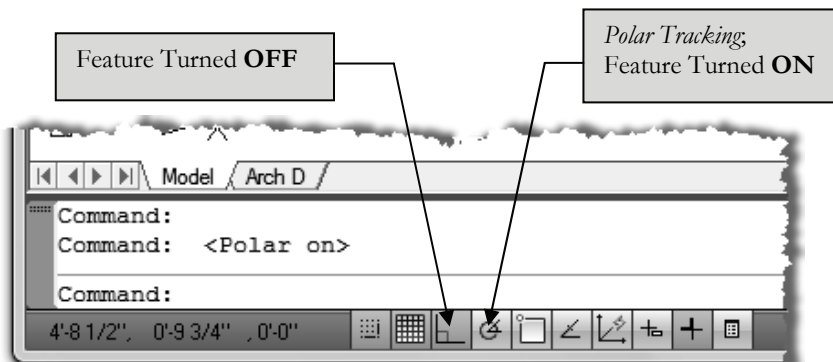 Feature Turned OFF
Polar Tracking;
Feature Turned ON
Model Arch D
Command:
Command: <Polar on>
Command:
4'-8 1/2", 0'-9 3/4" , 0'-0"